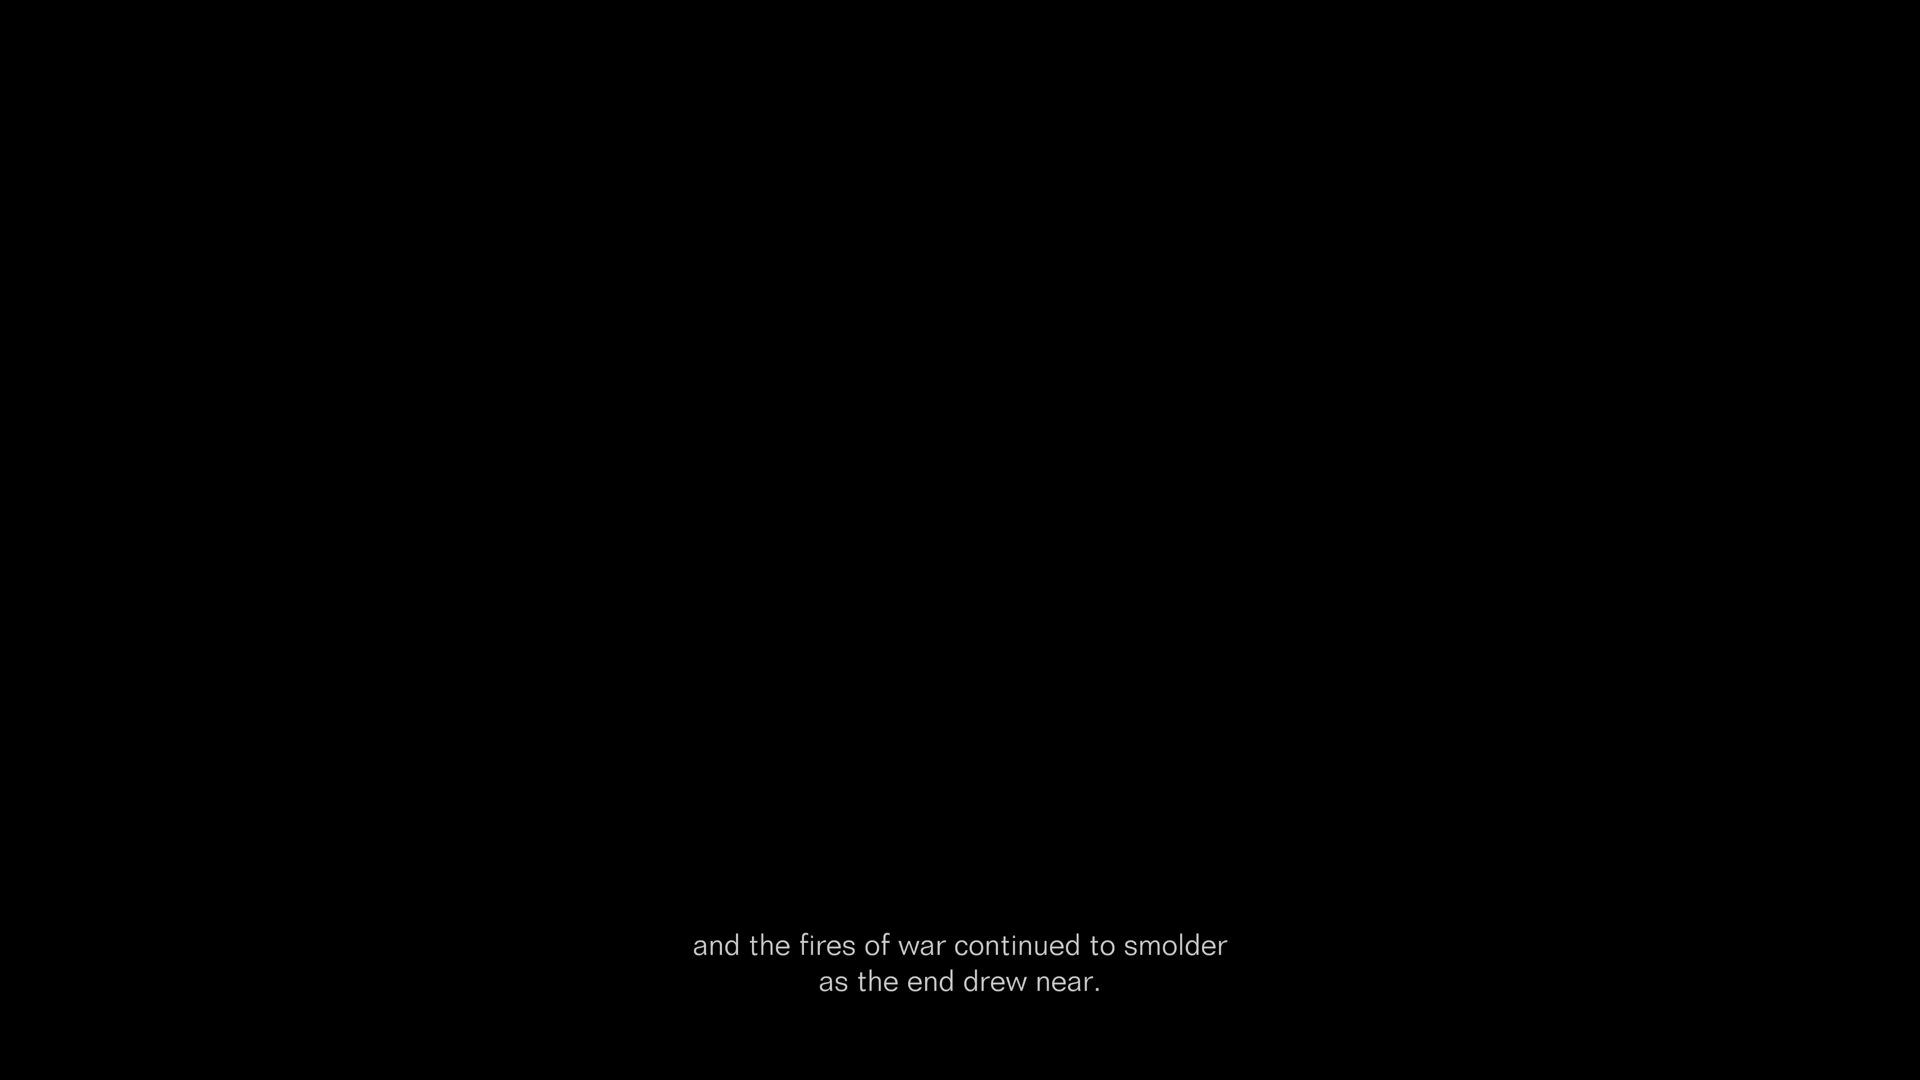 and the fires of war continued to smolder
as the end drew near.